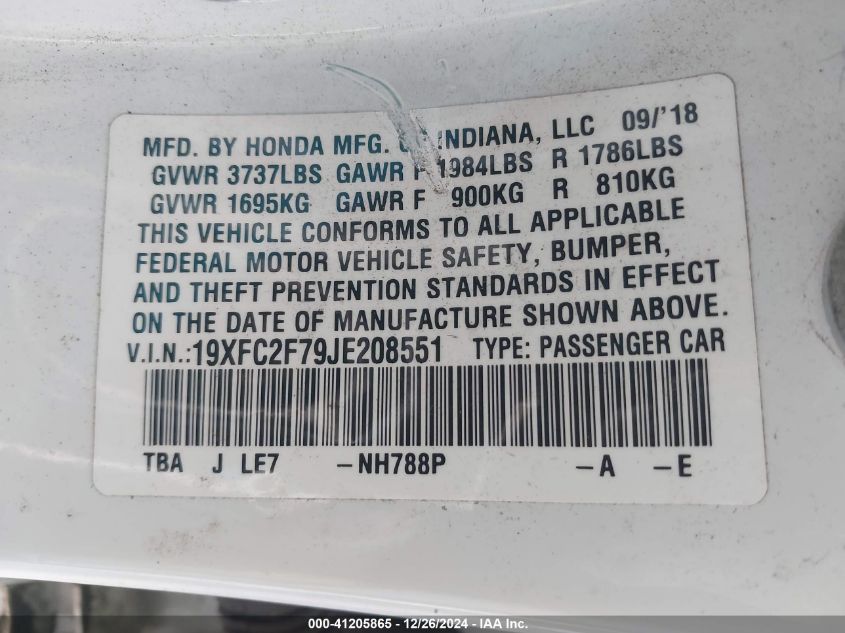 MFD. BY HONDA MFG. INDIANA, LLC 09/'18
GVWR 3737LBS GAWR F 1984LBS R 1786LBS
GVWR 1695KG GAWR F 900KG R 810KG
THIS VEHICLE CONFORMS TO ALL APPLICABLE
FEDERAL MOTOR VEHICLE SAFETY, BUMPER,
AND THEFT PREVENTION STANDARDS IN EFFECT
ON THE DATE OF MANUFACTURE SHOWN ABOVE.
V.I.N.:19XFC2F79JE208551 TYPE: PASSENGER CAR
TBA J LE7 -NH788P -A -E
000-41205865 - 12/26/2024 - IAA Inc.